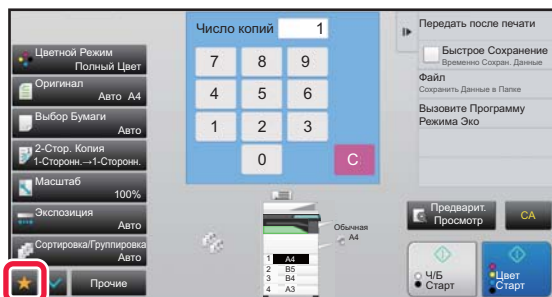 Число копий 1
Цветной Режим
Полный Цвет
Оригинал
Авто A4
Выбор Бумаги
Авто
2-Стор. Копия
1-Сторонн.→1-Сторонн.
Масштаб
100%
Экспозиция
Авто
Сортировка/Группировка
Авто
Прочие
7 8 9
4 5 6
1 2 3
0 C
Обычная
A4
1 A4
2 B5
3 B4
4 A3
Передать после печати
Быстрое Сохранение
Временно Сохран. Данные
Файл
Сохранить Данные в Папке
Вызовите Программу
Режима Эко
Предварит.
Просмотр
CA
Ч/Б
Старт
Цвет
Старт